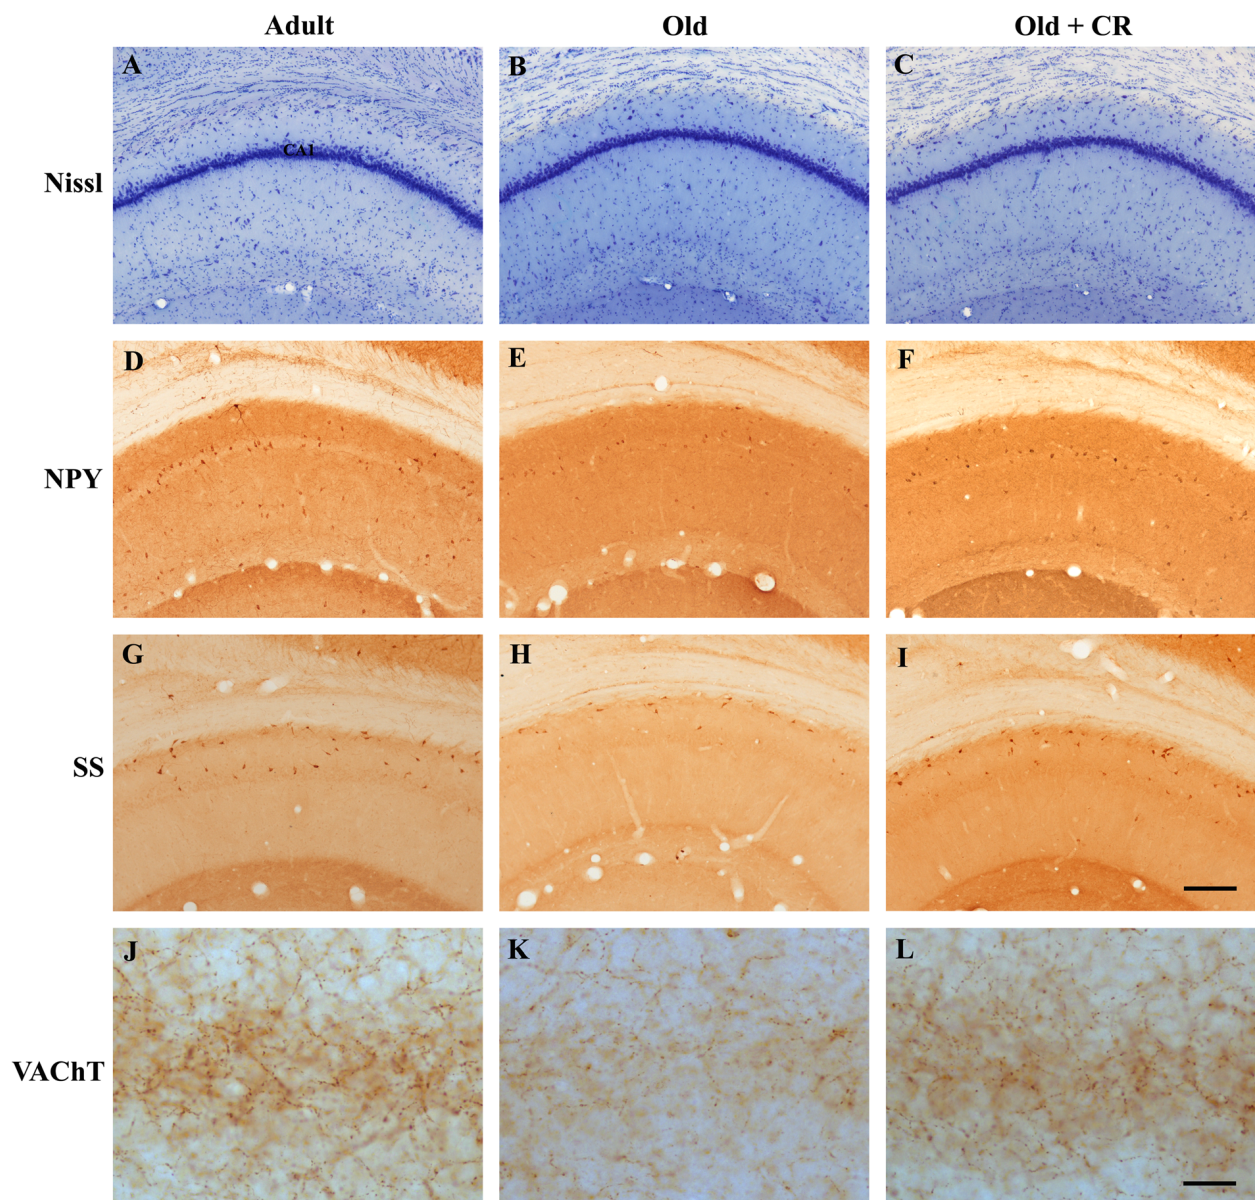 Adult Old Old + CR
A B C
CA1
Nissl
D E F
NPY
G H I
SS
J K L
VAChT